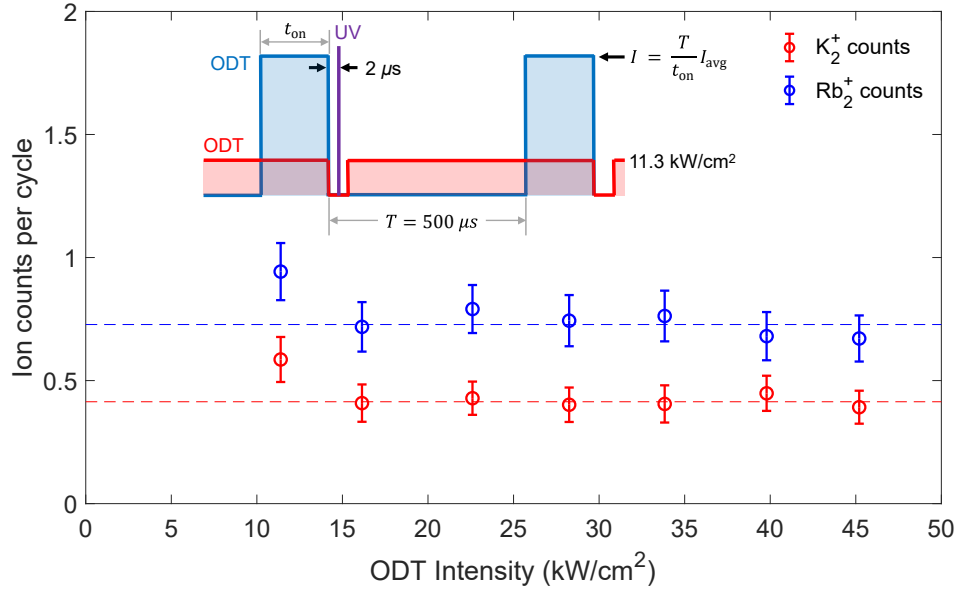 2
1.5
1
0.5
0
Ion counts per cycle
t_on
UV
ODT
2 µs
I = T/t_on I_avg
K₂⁺ counts
Rb₂⁺ counts
ODT
11.3 kW/cm²
T = 500 µs
0 5 10 15 20 25 30 35 40 45 50
ODT Intensity (kW/cm²)